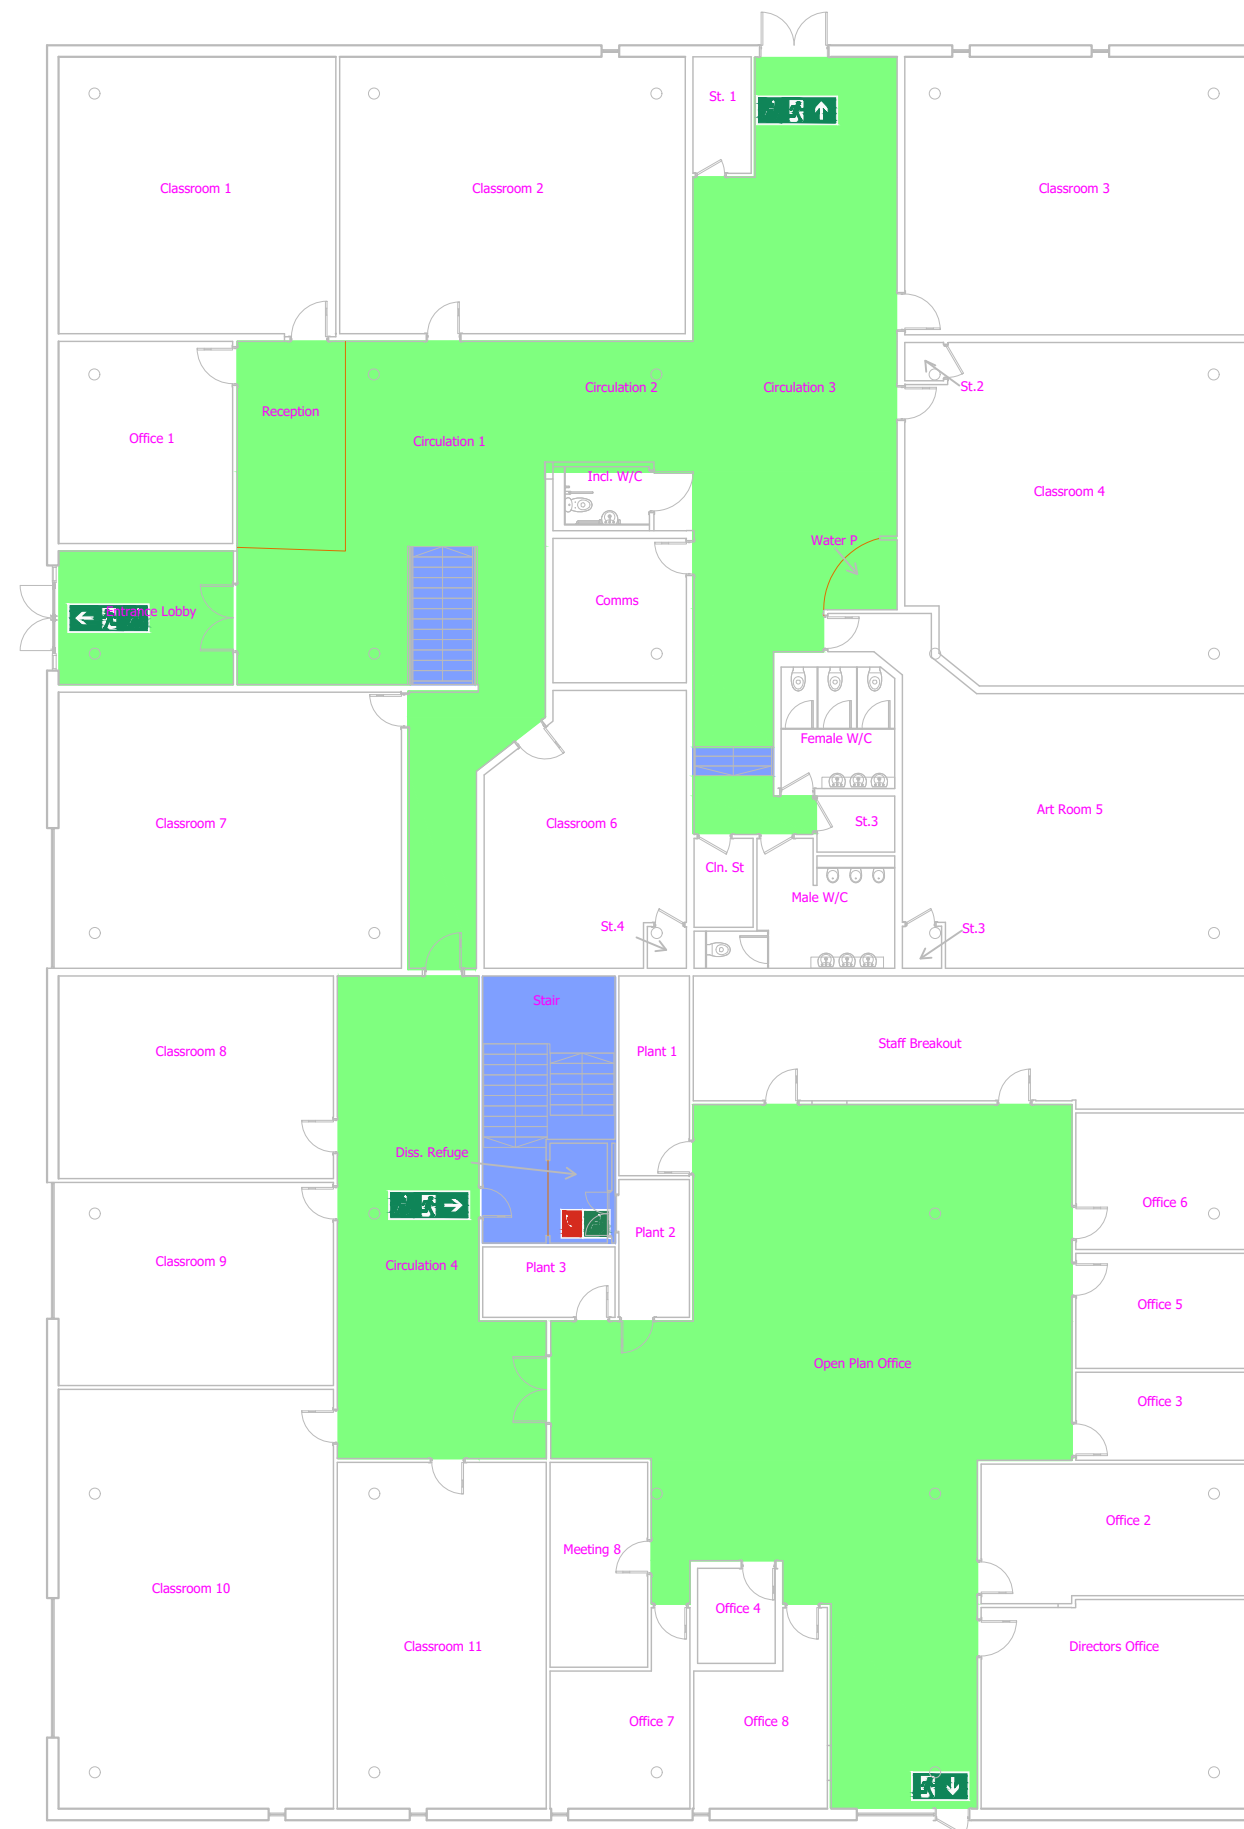 St. 1
Classroom 1
Classroom 2
Classroom 3
Circulation 2
Circulation 3
St.2
Reception
Office 1
Circulation 1
Incl. W/C
Classroom 4
Water P
Comms
Entrance Lobby
Female W/C
Classroom 7
Classroom 6
St.3
Art Room 5
Cln. St
Male W/C
St.4
St.3
Stair
Classroom 8
Plant 1
Staff Breakout
Diss. Refuge
Office 6
Plant 2
Classroom 9
Circulation 4
Plant 3
Office 5
Open Plan Office
Office 3
Office 2
Meeting 8
Classroom 10
Office 4
Classroom 11
Directors Office
Office 7
Office 8